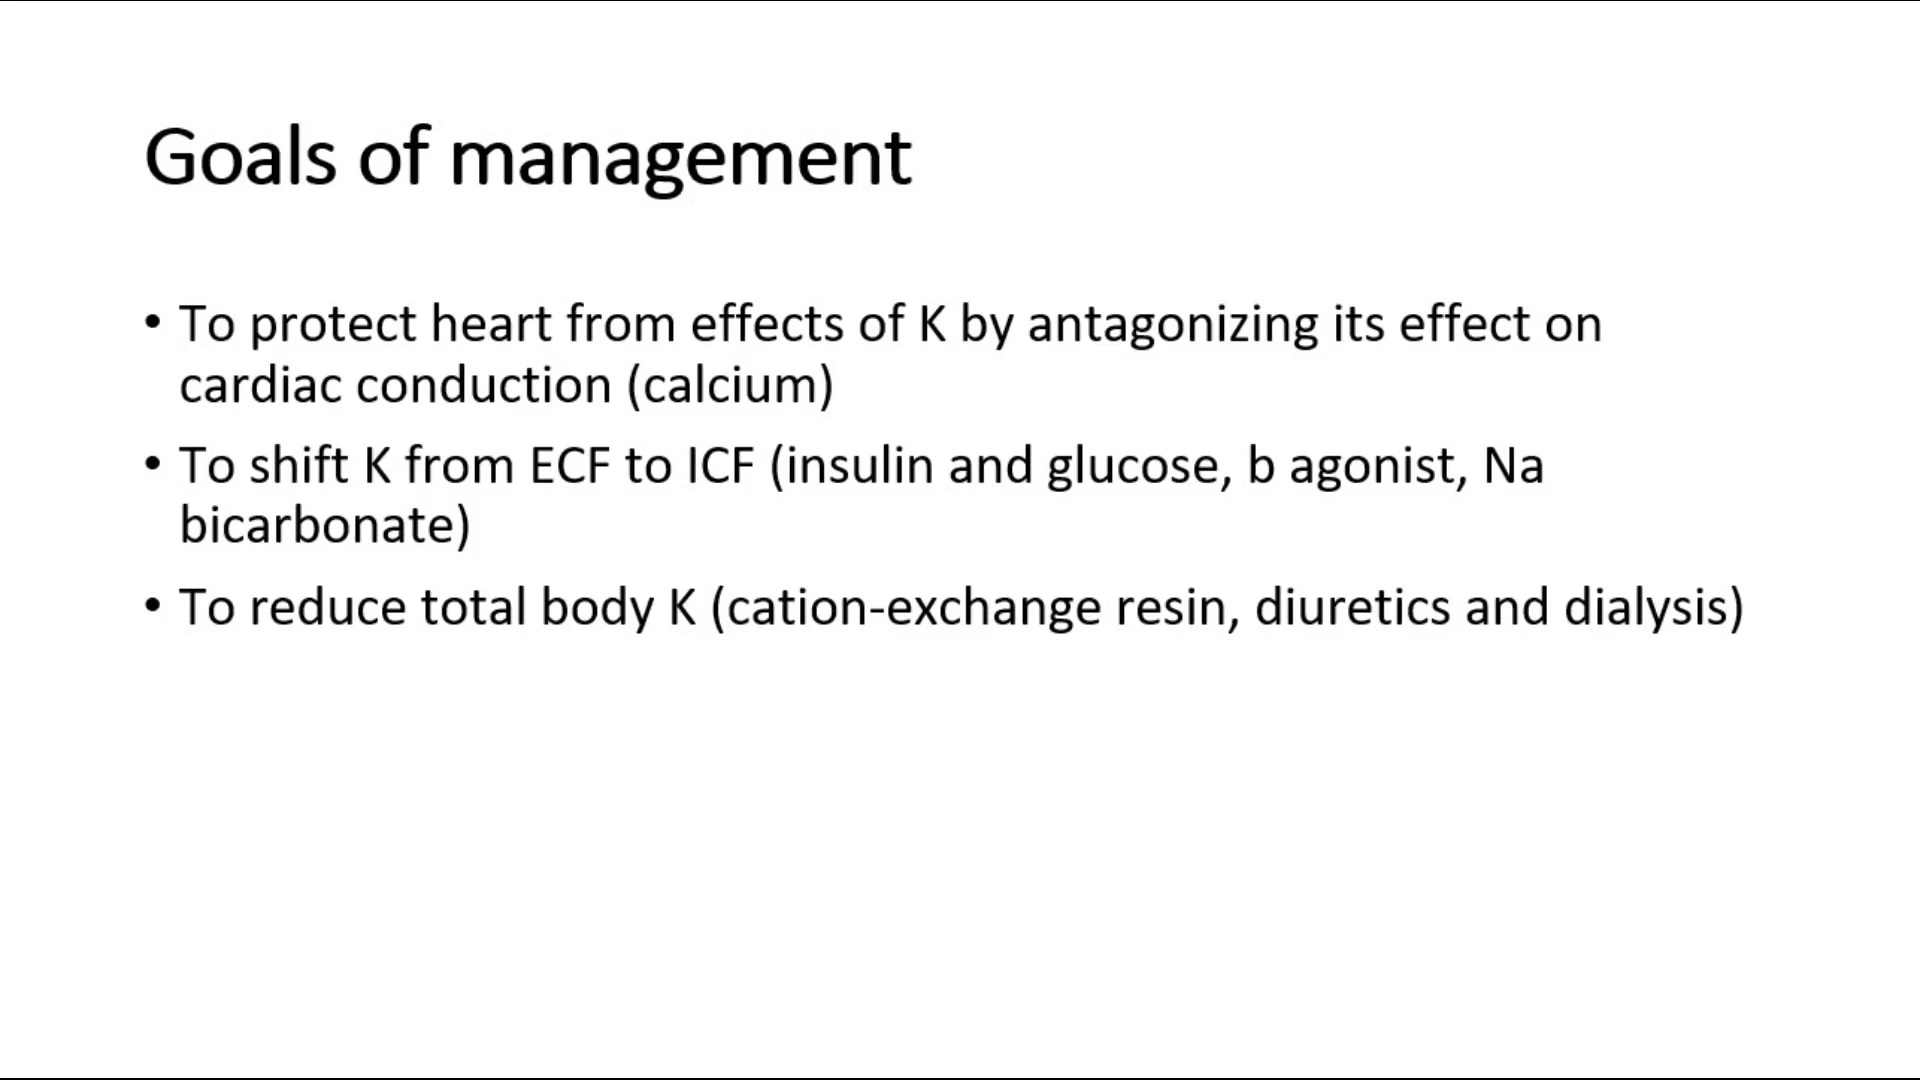 Goals of management
• To protect heart from effects of K by antagonizing its effect on
cardiac conduction (calcium)
• To shift K from ECF to ICF (insulin and glucose, b agonist, Na
bicarbonate)
• To reduce total body K (cation-exchange resin, diuretics and dialysis)